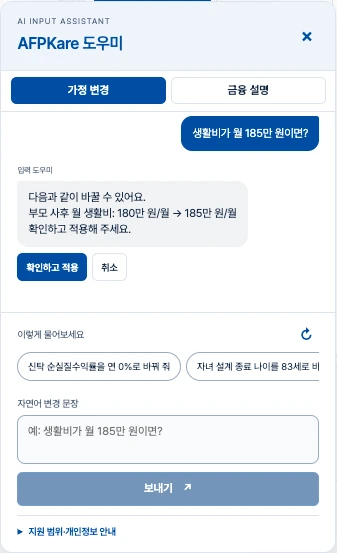 AI INPUT ASSISTANT
AFPKare 도우미
가정 변경
금융 설명
생활비가 월 185만 원이면?
입력 도우미
다음과 같이 바꿀 수 있어요.
부모 사후 월 생활비: 180만 원/월 → 185만 원/월
확인하고 적용해 주세요.
확인하고 적용
취소
이렇게 물어보세요
신탁 순실질수익률을 연 0%로 바꿔 줘
자녀 설계 종료 나이를 83세로
자연어 변경 문장
예: 생활비가 월 185만 원이면?
보내기 ↗
▶ 지원 범위·개인정보 안내